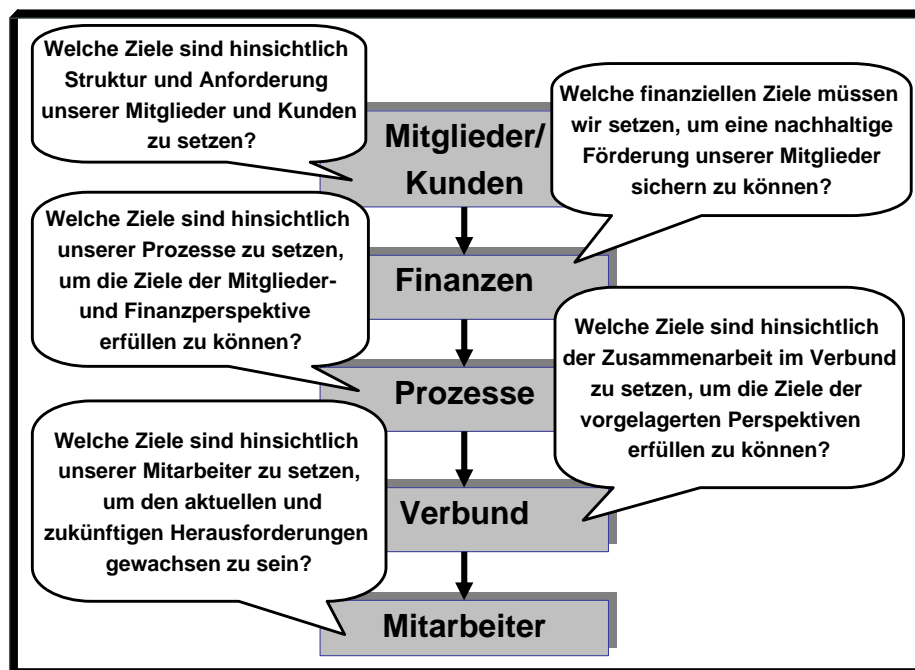 Welche Ziele sind hinsichtlich
Struktur und Anforderung
unserer Mitglieder und Kunden
zu setzen?
Mitglieder/
Kunden
Welche finanziellen Ziele müssen
wir setzen, um eine nachhaltige
Förderung unserer Mitglieder
sichern zu können?
Welche Ziele sind hinsichtlich
unserer Prozesse zu setzen,
um die Ziele der Mitglieder-
und Finanzperspektive
erfüllen zu können?
Finanzen
Prozesse
Welche Ziele sind hinsichtlich
der Zusammenarbeit im Verbund
zu setzen, um die Ziele der
vorgelagerten Perspektiven
erfüllen zu können?
Welche Ziele sind hinsichtlich
unserer Mitarbeiter zu setzen,
um den aktuellen und
zukünftigen Herausforderungen
gewachsen zu sein?
Verbund
Mitarbeiter